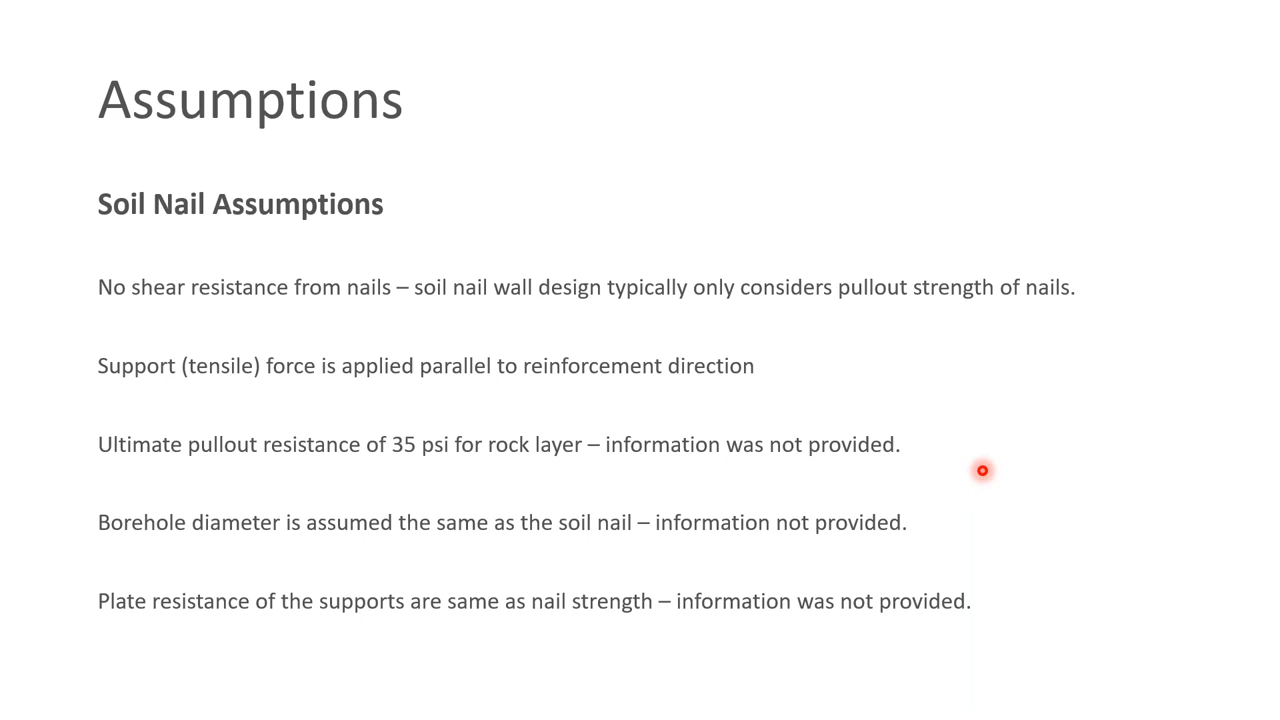 Assumptions
Soil Nail Assumptions
No shear resistance from nails – soil nail wall design typically only considers pullout strength of nails.
Support (tensile) force is applied parallel to reinforcement direction
Ultimate pullout resistance of 35 psi for rock layer – information was not provided.
Borehole diameter is assumed the same as the soil nail – information not provided.
Plate resistance of the supports are same as nail strength – information was not provided.